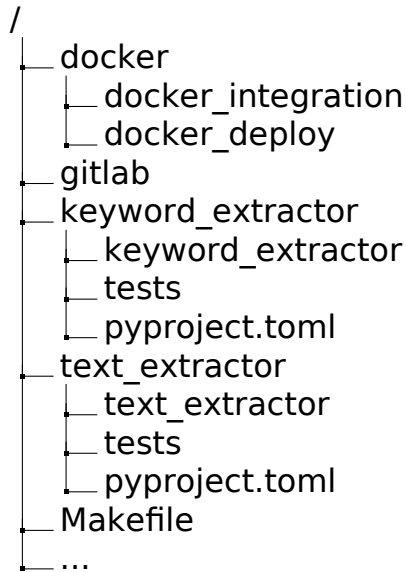 /
docker
docker_integration
docker_deploy
gitlab
keyword_extractor
keyword_extractor
tests
pyproject.toml
text_extractor
text_extractor
tests
pyproject.toml
Makefile
...